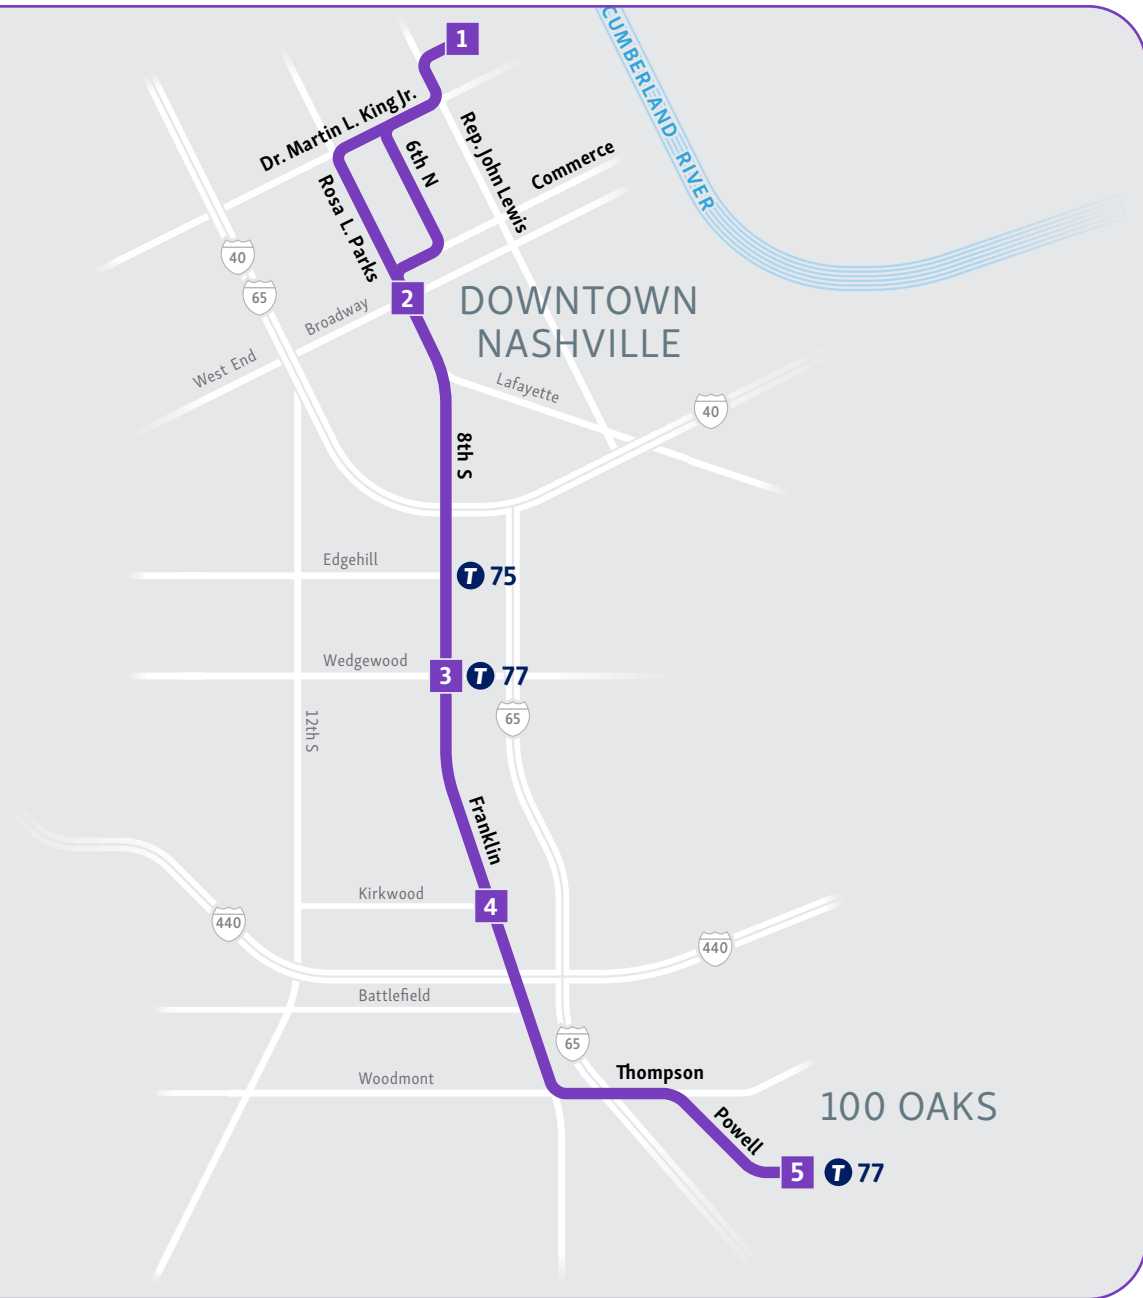 1
CUMBERLAND RIVER
Dr. Martin L. King Jr.
6th N
Rep. John Lewis
Commerce
Rosa L. Parks
40
65
2
DOWNTOWN
NASHVILLE
Broadway
West End
Lafayette
40
8th S
Edgehill
T 75
Wedgewood
3
T 77
12th S
65
Franklin
Kirkwood
4
440
440
Battlefield
65
Woodmont
Thompson
100 OAKS
Powell
5
T 77